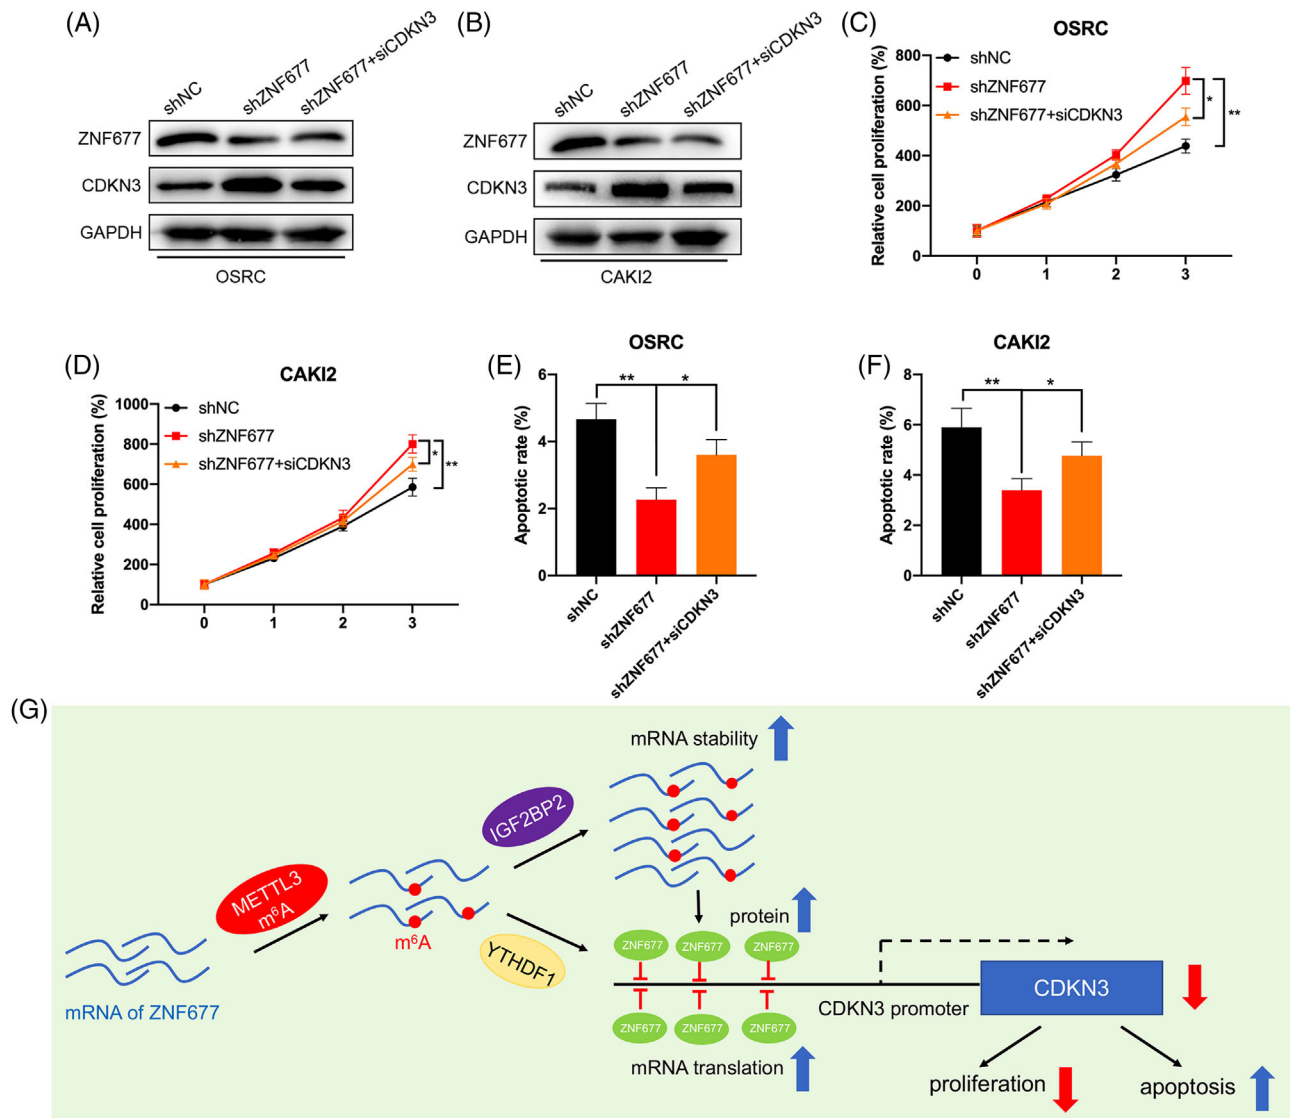 (A)
shNC
shZNF677
shZNF677+siCDKN3
ZNF677
CDKN3
GAPDH
OSRC
(B)
shNC
shZNF677
shZNF677+siCDKN3
ZNF677
CDKN3
GAPDH
CAKI2
(C)
OSRC
Relative cell proliferation (%)
800
600
400
200
0
shNC
shZNF677
shZNF677+siCDKN3
*
**
0 1 2 3
(D)
CAKI2
Relative cell proliferation (%)
1000
800
600
400
200
0
shNC
shZNF677
shZNF677+siCDKN3
*
**
0 1 2 3
(E)
OSRC
Apoptotic rate (%)
6
4
2
0
** *
shNC
shZNF677
shZNF677+siCDKN3
(F)
CAKI2
Apoptotic rate (%)
8
6
4
2
0
** *
shNC
shZNF677
shZNF677+siCDKN3
(G)
mRNA of ZNF677
METTL3
m⁶A
m⁶A
IGF2BP2
YTHDF1
mRNA stability
protein
ZNF677 ZNF677 ZNF677
ZNF677 ZNF677 ZNF677
mRNA translation
CDKN3 promoter
CDKN3
proliferation
apoptosis